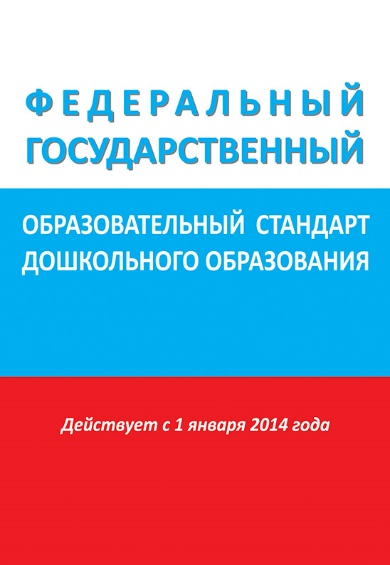 ФЕДЕРАЛЬНЫЙ
ГОСУДАРСТВЕННЫЙ
ОБРАЗОВАТЕЛЬНЫЙ СТАНДАРТ
ДОШКОЛЬНОГО ОБРАЗОВАНИЯ
Действует с 1 января 2014 года